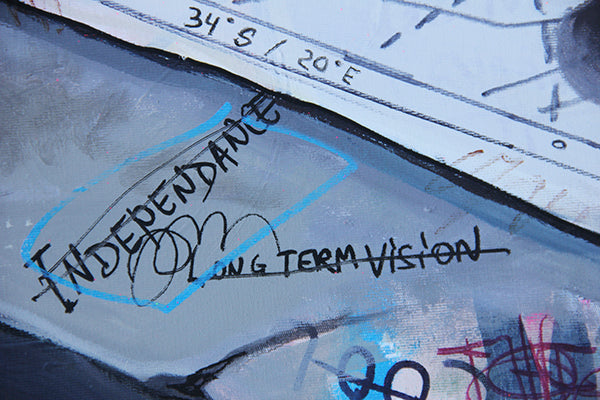 34°S / 20°E
INDEPENDANCE
LONG TERM VISION